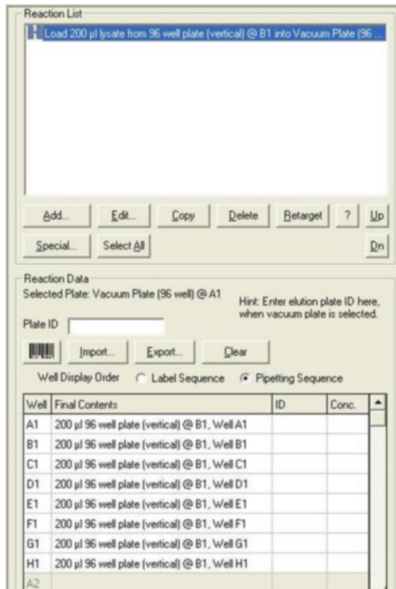 Reaction List
Load 200 µl lysate from 96 well plate (vertical) @ B1 into Vacuum Plate (96 ...
Add... Edit... Copy Delete Retarget ? Up
Special... Select All Dn
Reaction Data
Selected Plate: Vacuum Plate (96 well) @ A1
Hint: Enter elution plate ID here,
when vacuum plate is selected.
Plate ID
Import... Export... Clear
Well Display Order Label Sequence Pipetting Sequence
Well Final Contents ID Conc.
A1 200 µl 96 well plate (vertical) @ B1, Well A1
B1 200 µl 96 well plate (vertical) @ B1, Well B1
C1 200 µl 96 well plate (vertical) @ B1, Well C1
D1 200 µl 96 well plate (vertical) @ B1, Well D1
E1 200 µl 96 well plate (vertical) @ B1, Well E1
F1 200 µl 96 well plate (vertical) @ B1, Well F1
G1 200 µl 96 well plate (vertical) @ B1, Well G1
H1 200 µl 96 well plate (vertical) @ B1, Well H1
A2